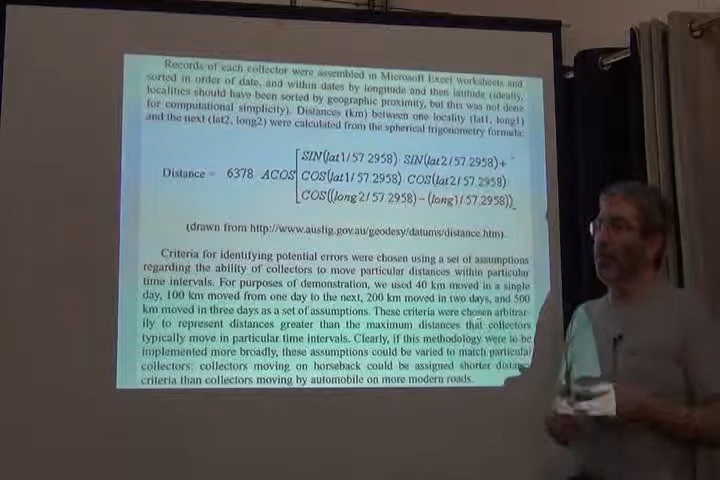 Records of each collector were assembled in Microsoft Excel worksheets and
sorted in order of date, and within dates by longitude and then latitude (ideally,
localities should have been sorted by geographic proximity, but this was not done
for computational simplicity). Distances (km) between one locality (lat1, long1)
and the next (lat2, long2) were calculated from the spherical trigonometry formula:
SIN(lat1/57.2958)·SIN(lat2/57.2958)+
Distance = 6378 ACOS COS(lat1/57.2958)·COS(lat2/57.2958)
COS((long2/57.2958)-(long1/57.2958))
(drawn from http://www.auslig.gov.au/geodesy/datums/distance.htm).
Criteria for identifying potential errors were chosen using a set of assumptions
regarding the ability of collectors to move particular distances within particular
time intervals. For purposes of demonstration, we used 40 km moved in a single
day, 100 km moved from one day to the next, 200 km moved in two days, and 500
km moved in three days as a set of assumptions. These criteria were chosen arbitrar-
ily to represent distances greater than the maximum distances that collectors
typically move in particular time intervals. Clearly, if this methodology were to be
implemented more broadly, these assumptions could be varied to match particular
collectors: collectors moving on horseback could be assigned shorter distance
criteria than collectors moving by automobile on more modern roads.